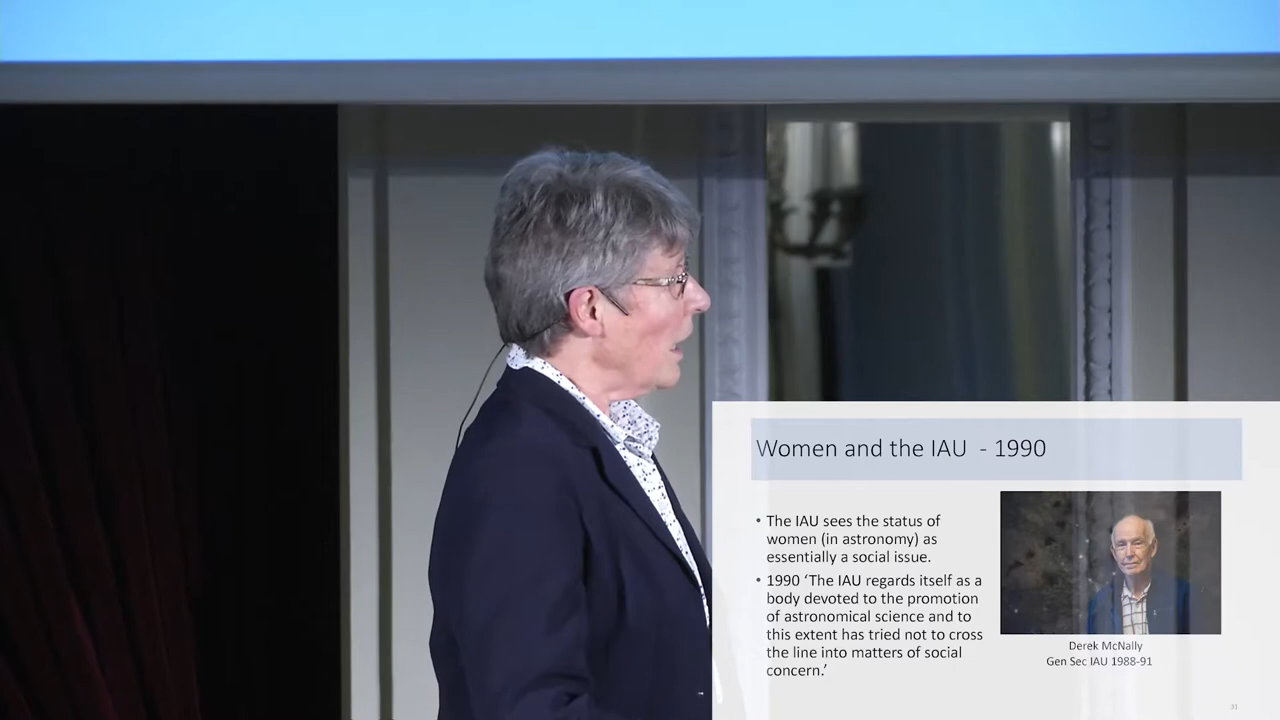 Women and the IAU - 1990
• The IAU sees the status of
women (in astronomy) as
essentially a social issue.
• 1990 ‘The IAU regards itself as a
body devoted to the promotion
of astronomical science and to
this extent has tried not to cross
the line into matters of social
concern.’
Derek McNally
Gen Sec IAU 1988-91
31